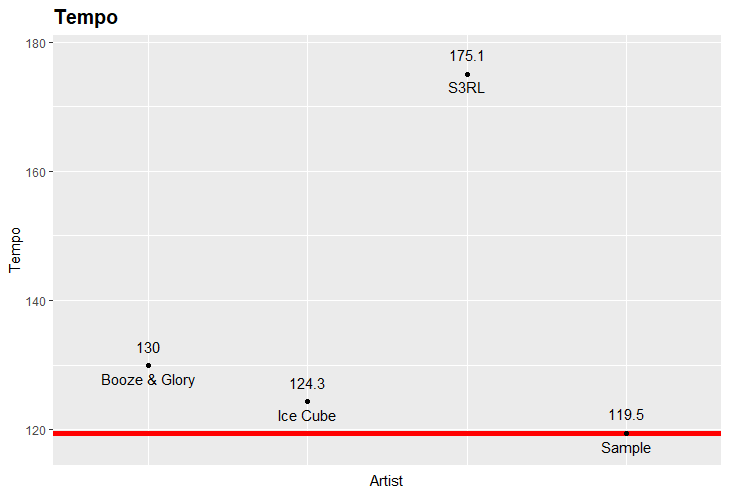 Tempo
180
175.1
S3RL
160
Tempo
140
130
Booze & Glory
124.3
Ice Cube
119.5
120
Sample
Artist